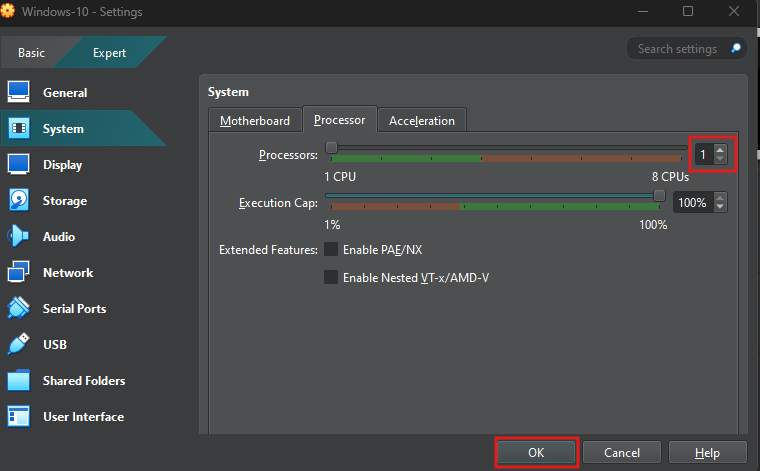 Windows-10 - Settings
Basic
Expert
Search settings
General
System
Display
Storage
Audio
Network
Serial Ports
USB
Shared Folders
User Interface
System
Motherboard
Processor
Acceleration
Processors:
1
1 CPU
8 CPUs
Execution Cap:
100%
1%
100%
Extended Features:
Enable PAE/NX
Enable Nested VT-x/AMD-V
OK
Cancel
Help